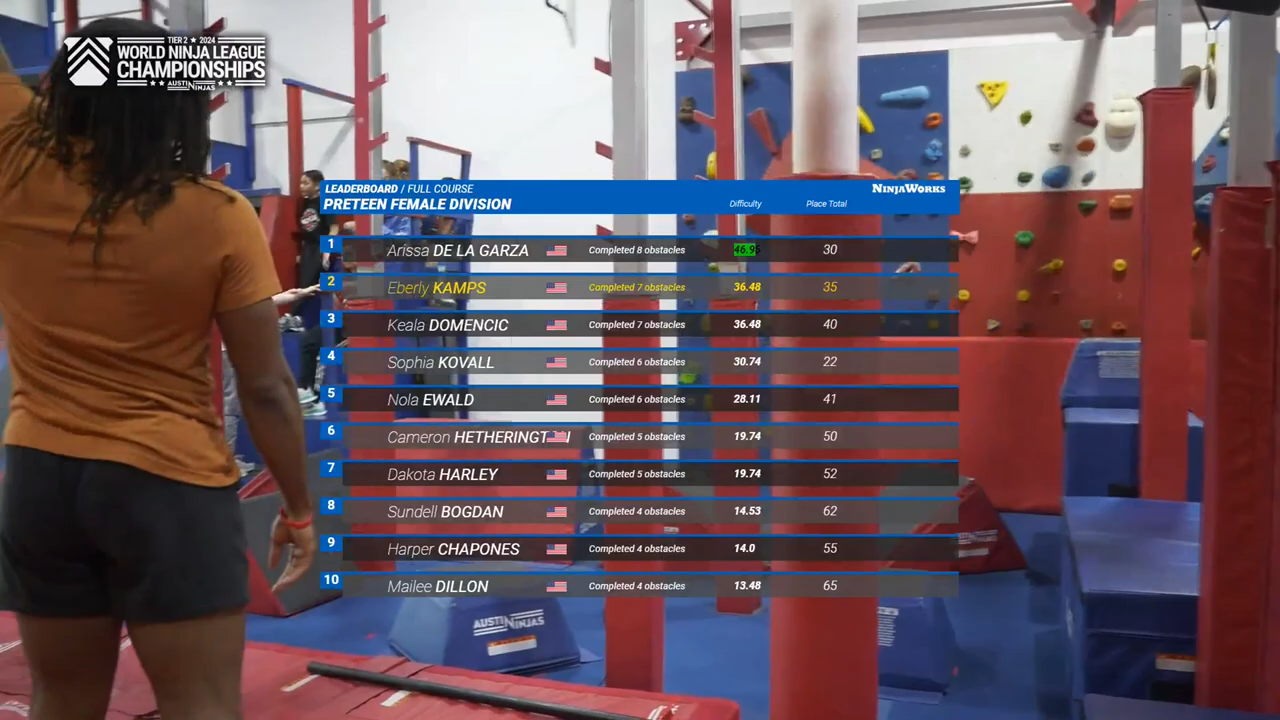 TIER 2 ★ 2024
WORLD NINJA LEAGUE
CHAMPIONSHIPS
★ ★ AUSTIN NINJAS ★ ★
LEADERBOARD / FULL COURSE
NINJAWORKS
PRETEEN FEMALE DIVISION
Difficulty
Place Total
1 Arissa DE LA GARZA Completed 8 obstacles 46.95 30
2 Eberly KAMPS Completed 7 obstacles 36.48 35
3 Keala DOMENCIC Completed 7 obstacles 36.48 40
4 Sophia KOVALL Completed 6 obstacles 30.74 22
5 Nola EWALD Completed 6 obstacles 28.11 41
6 Cameron Completed 5 obstacles 19.74 50
7 Dakota HARLEY Completed 5 obstacles 19.74 52
8 Sundell BOGDAN Completed 4 obstacles 14.53 62
9 Harper CHAPONES Completed 4 obstacles 14.0 55
10 Mailee DILLON Completed 4 obstacles 13.48 65
AUSTIN NINJAS